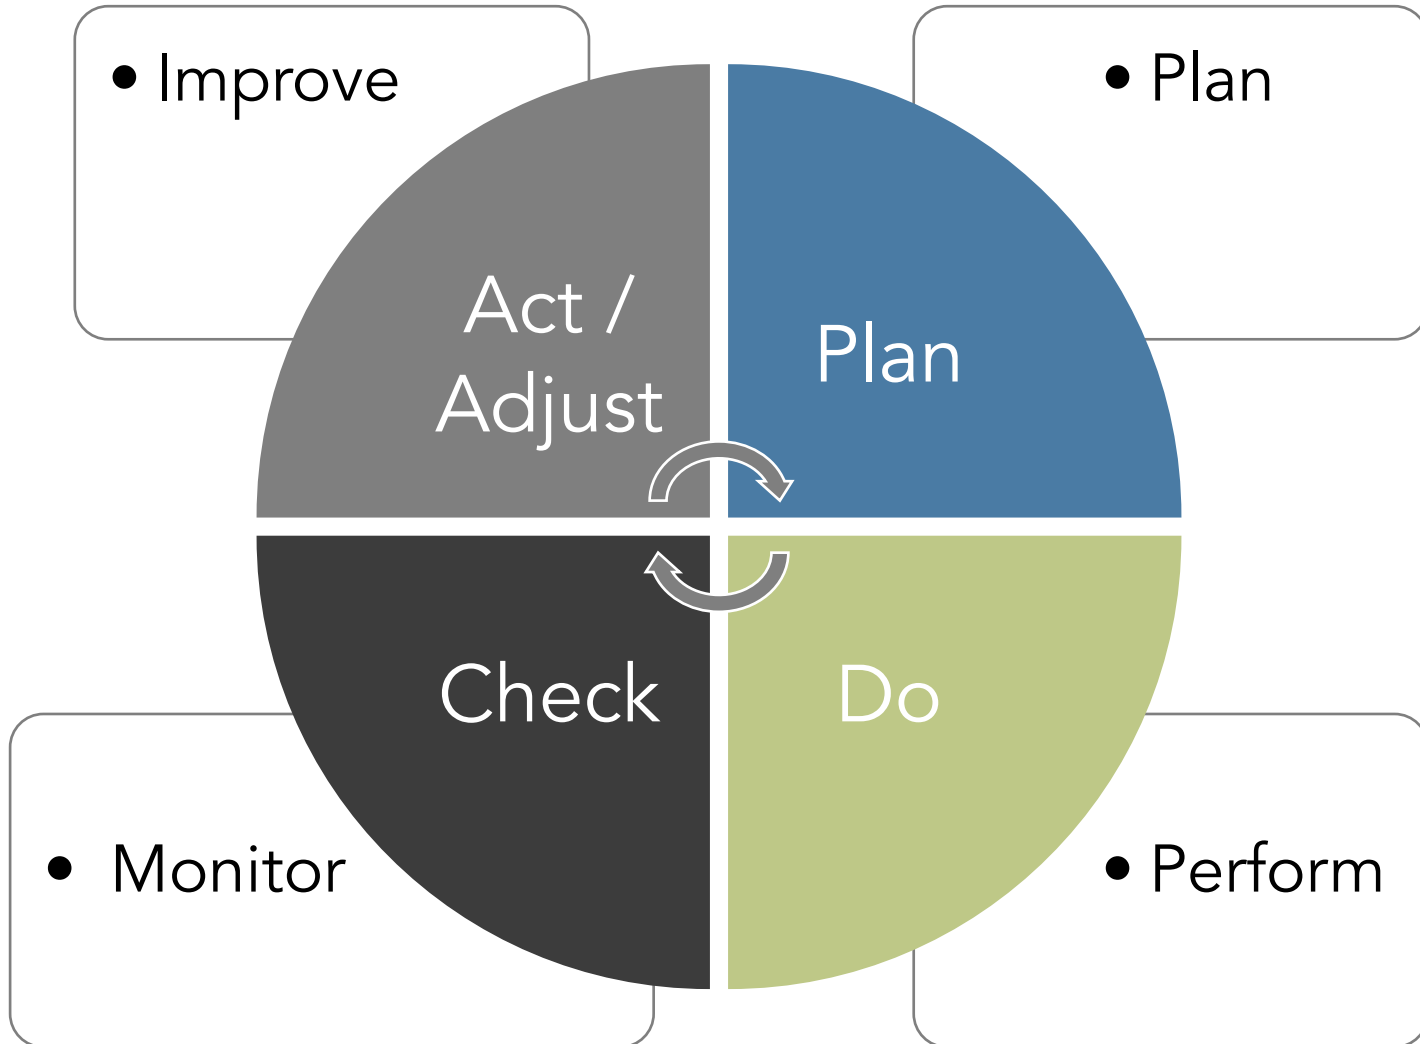 • Improve
• Plan
Act /
Adjust
Plan
Check
Do
• Monitor
• Perform